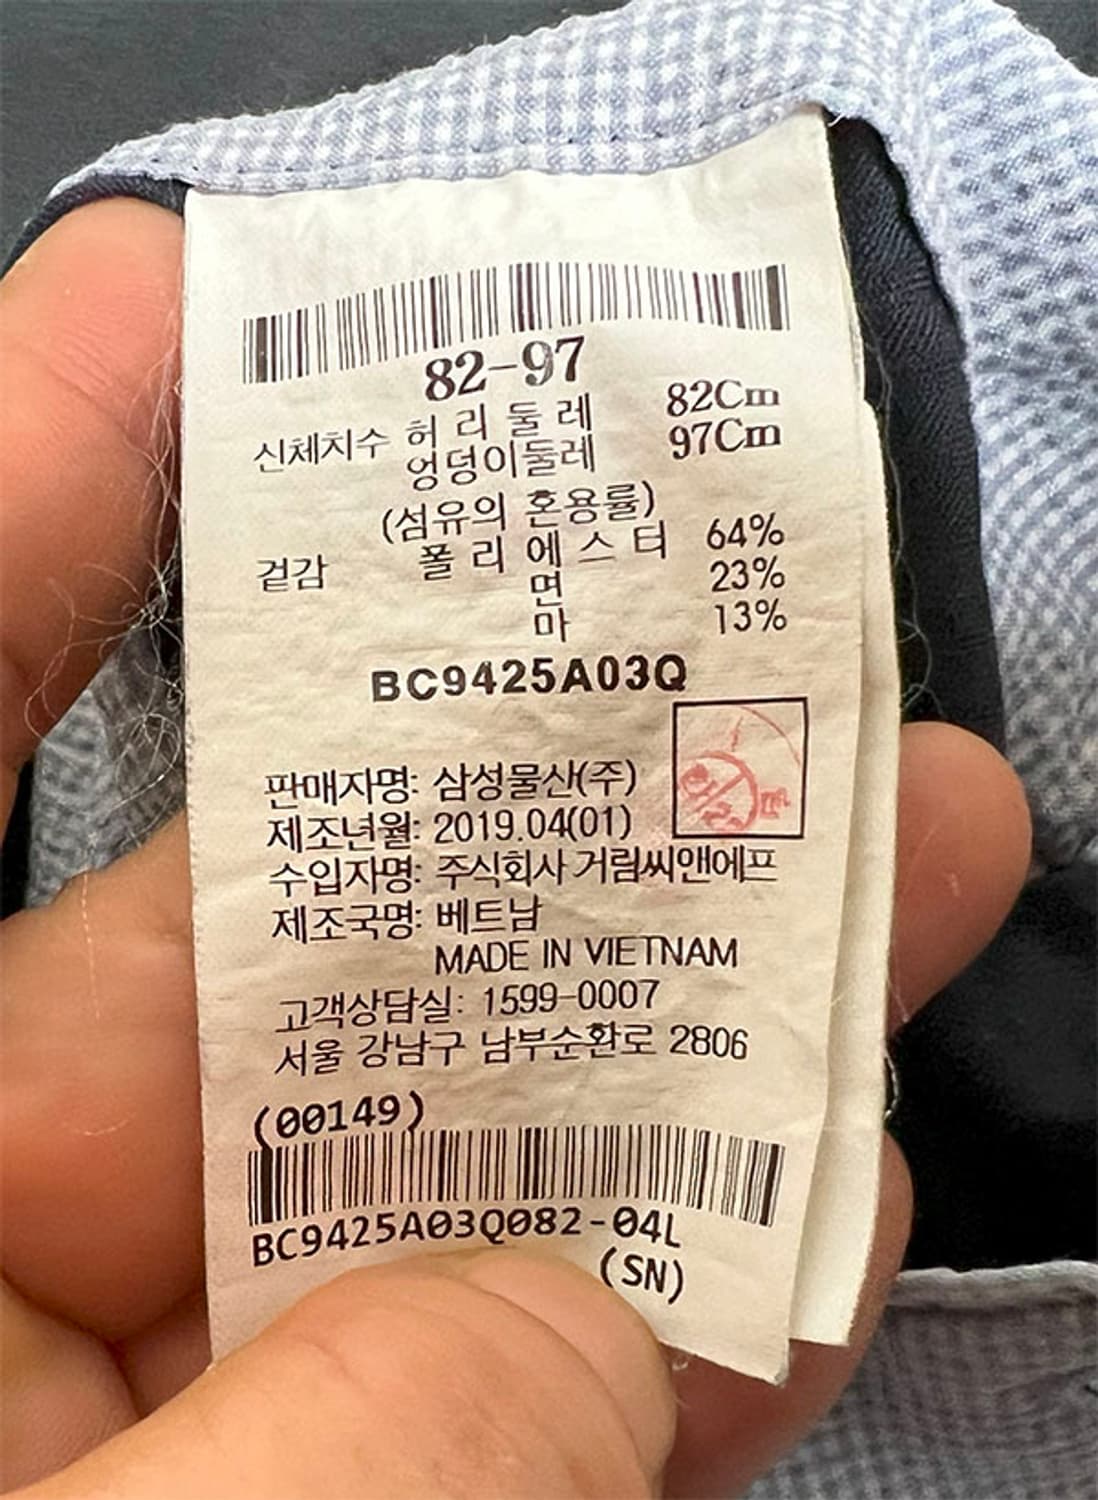 82-97
신체치수 허리둘레 82Cm
엉덩이둘레 97Cm
(섬유의 혼용률)
겉감 폴리에스터 64%
면 23%
마 13%
BC9425A03Q
판매자명: 삼성물산(주)
제조년월: 2019.04(01)
수입자명: 주식회사 거림씨앤에프
제조국명: 베트남
MADE IN VIETNAM
고객상담실: 1599-0007
서울 강남구 남부순환로 2806
(00149)
BC9425A03Q082-04L
(SN)